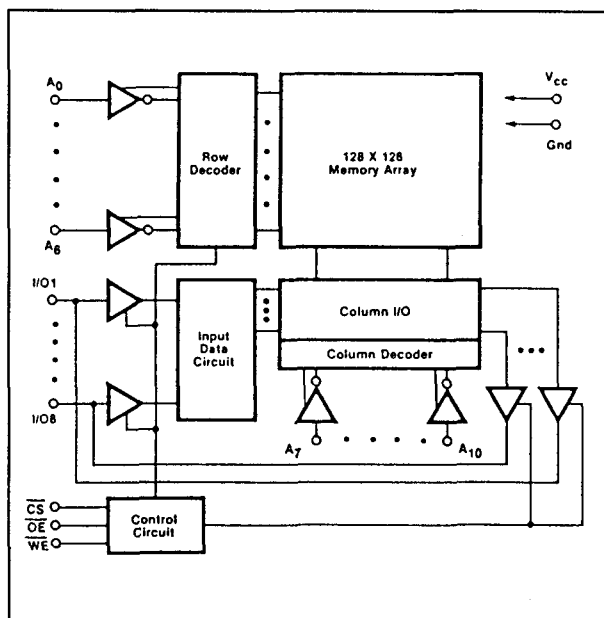 A0
Vcc
Gnd
Row
Decoder
128 X 128
Memory Array
A6
I/O1
Input
Data
Circuit
Column I/O
Column Decoder
I/O8
A7
A10
CS
OE
WE
Control
Circuit